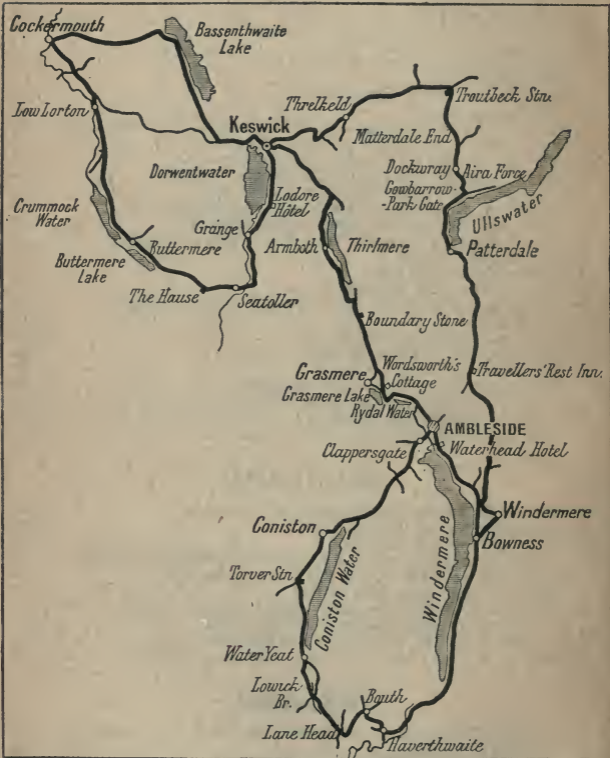 Cockermouth
Bassenthwaite
Lake
Low Lorton
Threlkeld
Troutbeck Stn.
Keswick
Matterdale End
Dorwentwater
Dockwray
Aira Force
Gowbarrow
-Park Gate
Lodore
Hôtel
Ullswater
Crummock
Water
Grange
Buttermere
Armboth
Thirlmere
Patterdale
Buttermere
Lake
The Hause
Seatoller
Boundary Stone
Wordsworth's
Cottage
Travellers' Rest Inn.
Grasmere
Grasmere Lake
Rydal Water
AMBLESIDE
Clappersgate
Waterhead Hotel
Windermere
Coniston
Bowness
Coniston Water
Windermere
Torver Stn
Water Yeat
Lowick
Br.
Bouth
Lane Head
Haverthwaite